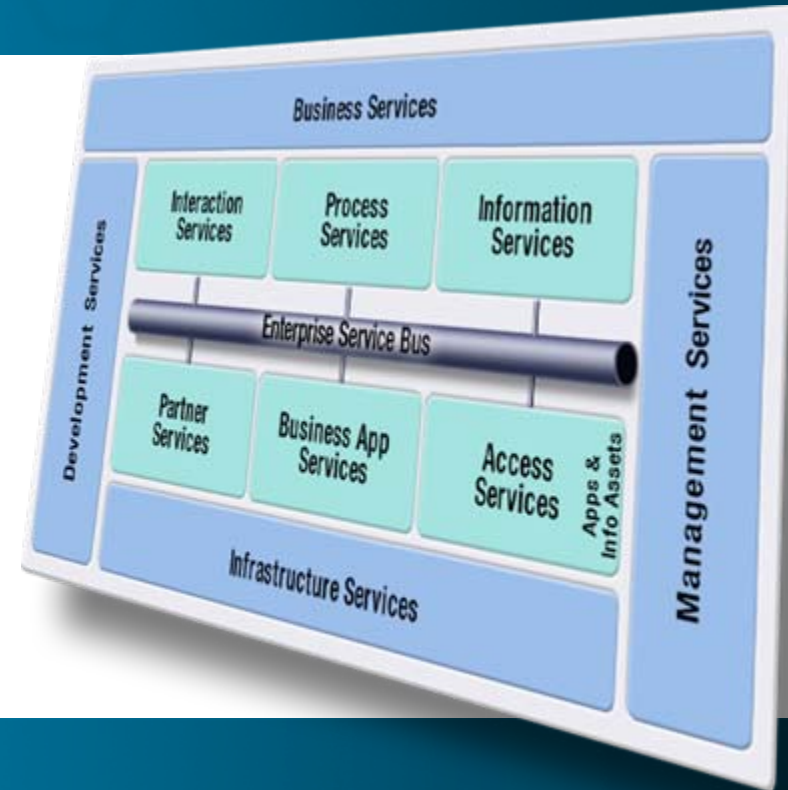 Business Services
Development Services
Interaction
Services
Process
Services
Information
Services
Management Services
Enterprise Service Bus
Partner
Services
Business App
Services
Access
Services
Apps &
Info Assets
Infrastructure Services